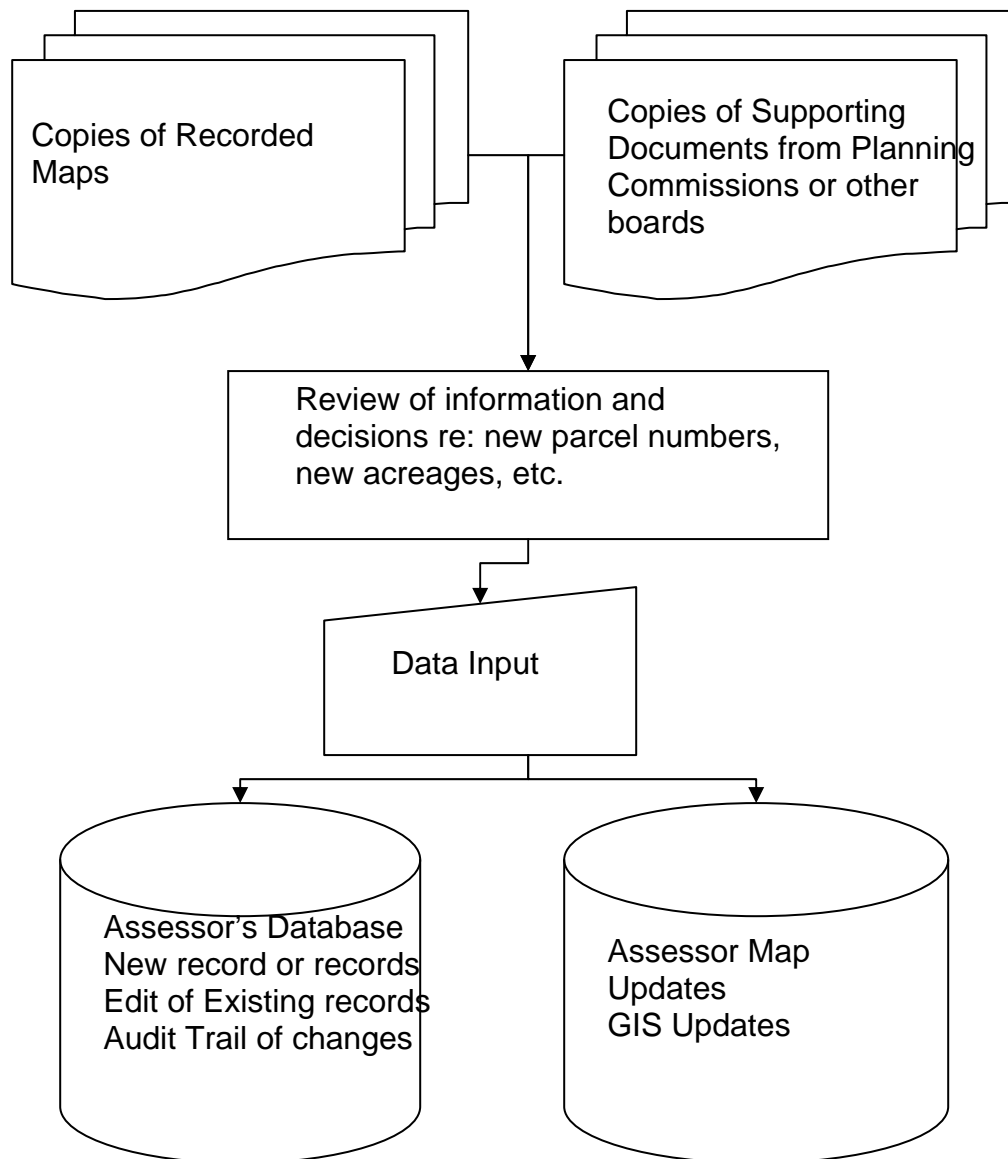 Copies of Recorded
Maps
Copies of Supporting
Documents from Planning
Commissions or other
boards
Review of information and
decisions re: new parcel numbers,
new acreages, etc.
Data Input
Assessor’s Database
New record or records
Edit of Existing records
Audit Trail of changes
Assessor Map
Updates
GIS Updates